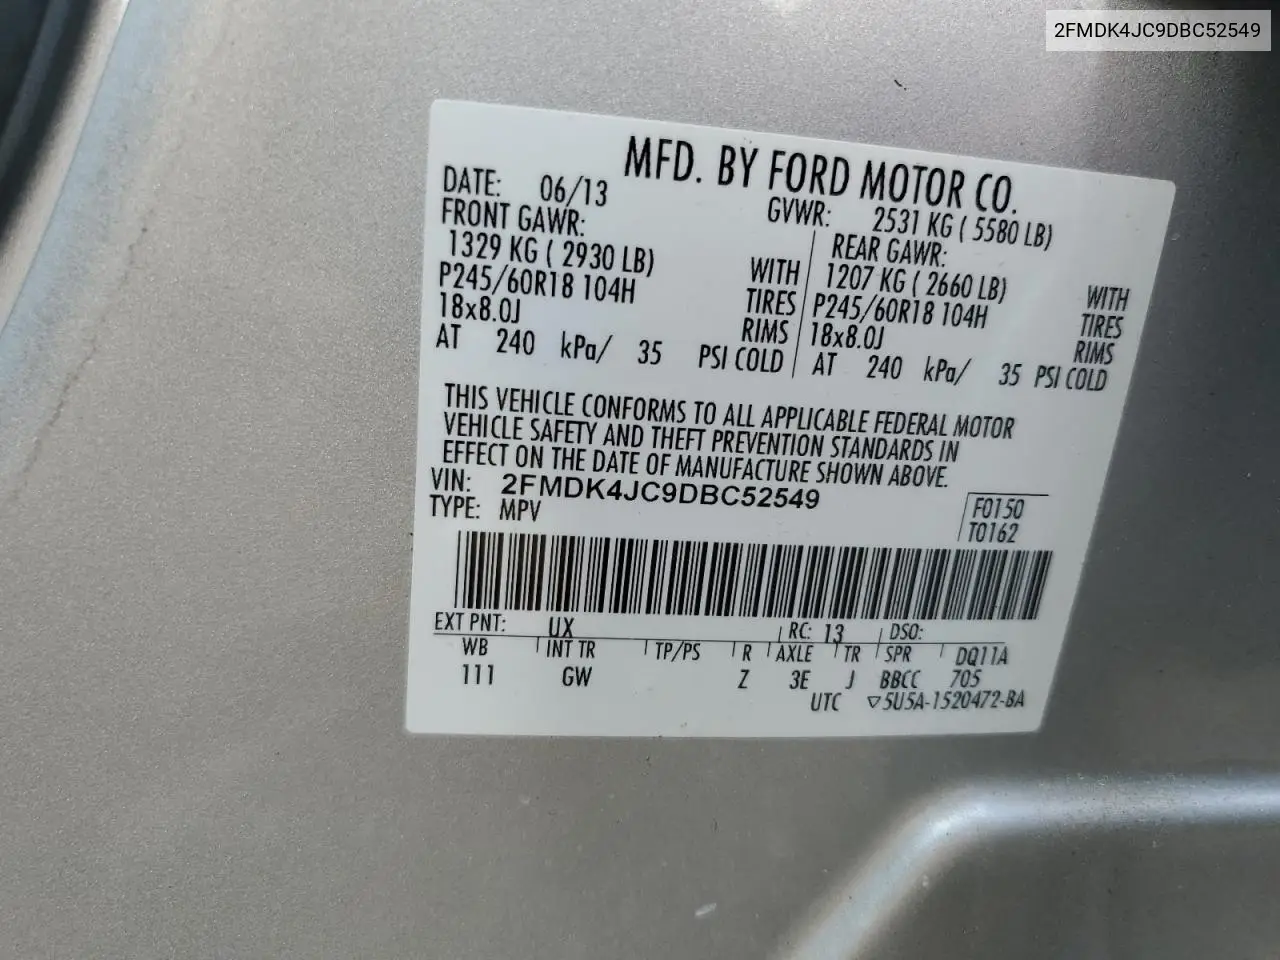 2FMDK4JC9DBC52549
MFD. BY FORD MOTOR CO.
DATE: 06/13 GVWR: 2531 KG ( 5580 LB)
FRONT GAWR: REAR GAWR:
1329 KG ( 2930 LB) WITH 1207 KG ( 2660 LB) WITH
P245/60R18 104H TIRES P245/60R18 104H TIRES
18x8.0J RIMS 18x8.0J RIMS
AT 240 kPa/ 35 PSI COLD AT 240 kPa/ 35 PSI COLD
THIS VEHICLE CONFORMS TO ALL APPLICABLE FEDERAL MOTOR
VEHICLE SAFETY AND THEFT PREVENTION STANDARDS IN
EFFECT ON THE DATE OF MANUFACTURE SHOWN ABOVE.
VIN: 2FMDK4JC9DBC52549
TYPE: MPV
F0150
T0162
EXT PNT: UX RC: 13 DSO:
WB INT TR TP/PS R AXLE TR SPR DQ11A
111 GW Z 3E J BBCC 705
UTC ▽5U5A-1520472-BA